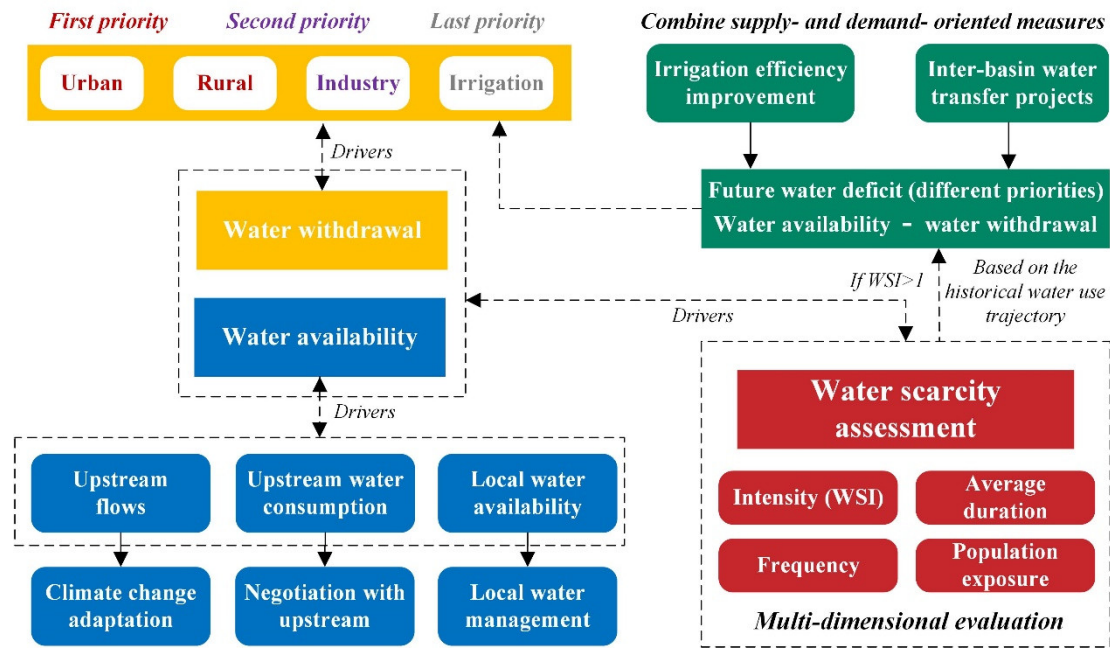 First priority
Second priority
Last priority
Urban
Rural
Industry
Irrigation
Drivers
Water withdrawal
Water availability
Drivers
Upstream
flows
Upstream water
consumption
Local water
availability
Climate change
adaptation
Negotiation with
upstream
Local water
management
Combine supply- and demand- oriented measures
Irrigation efficiency
improvement
Inter-basin water
transfer projects
Future water deficit (different priorities)
Water availability - water withdrawal
If WSI>1
Based on the
historical water use
trajectory
Drivers
Water scarcity
assessment
Intensity (WSI)
Average
duration
Frequency
Population
exposure
Multi-dimensional evaluation